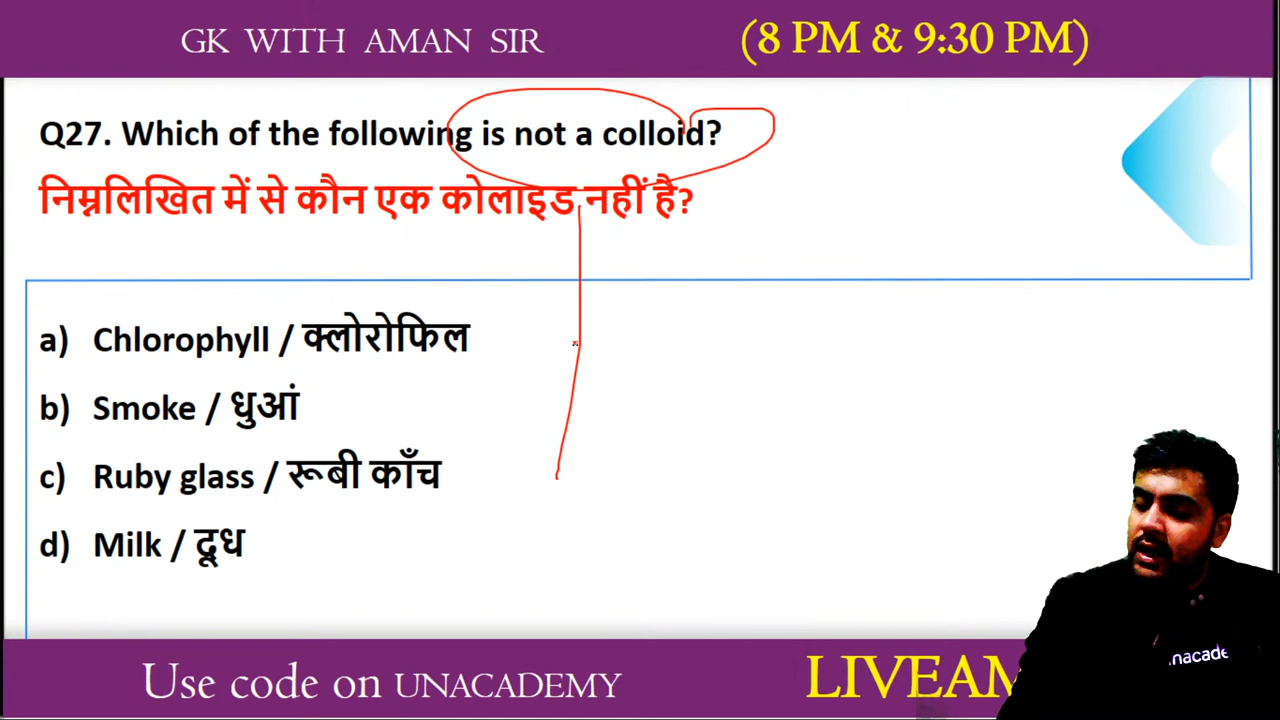 GK WITH AMAN SIR
(8 PM & 9:30 PM)
Q27. Which of the following is not a colloid?
निम्नलिखित में से कौन एक कोलाइड नहीं है?
a) Chlorophyll / क्लोरोफिल
b) Smoke / धुआं
c) Ruby glass / रूबी काँच
d) Milk / दूध
unacade
Use code on UNACADEMY
LIVEAM